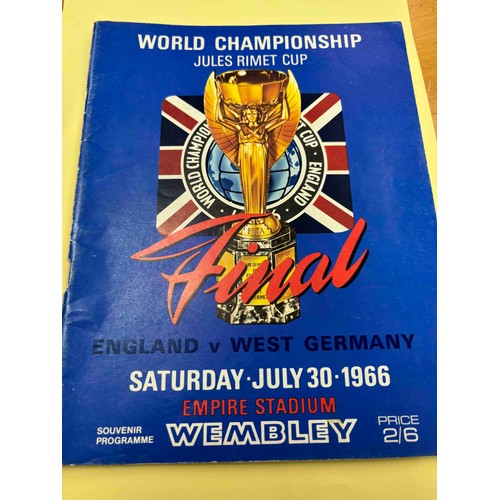 WORLD CHAMPIONSHIP
JULES RIMET CUP
WORLD CHAMPION
CUP · ENGLAND
Final
ENGLAND v WEST GERMANY
SATURDAY·JULY 30·1966
EMPIRE STADIUM
SOUVENIR
PROGRAMME
WEMBLEY
PRICE
2/6